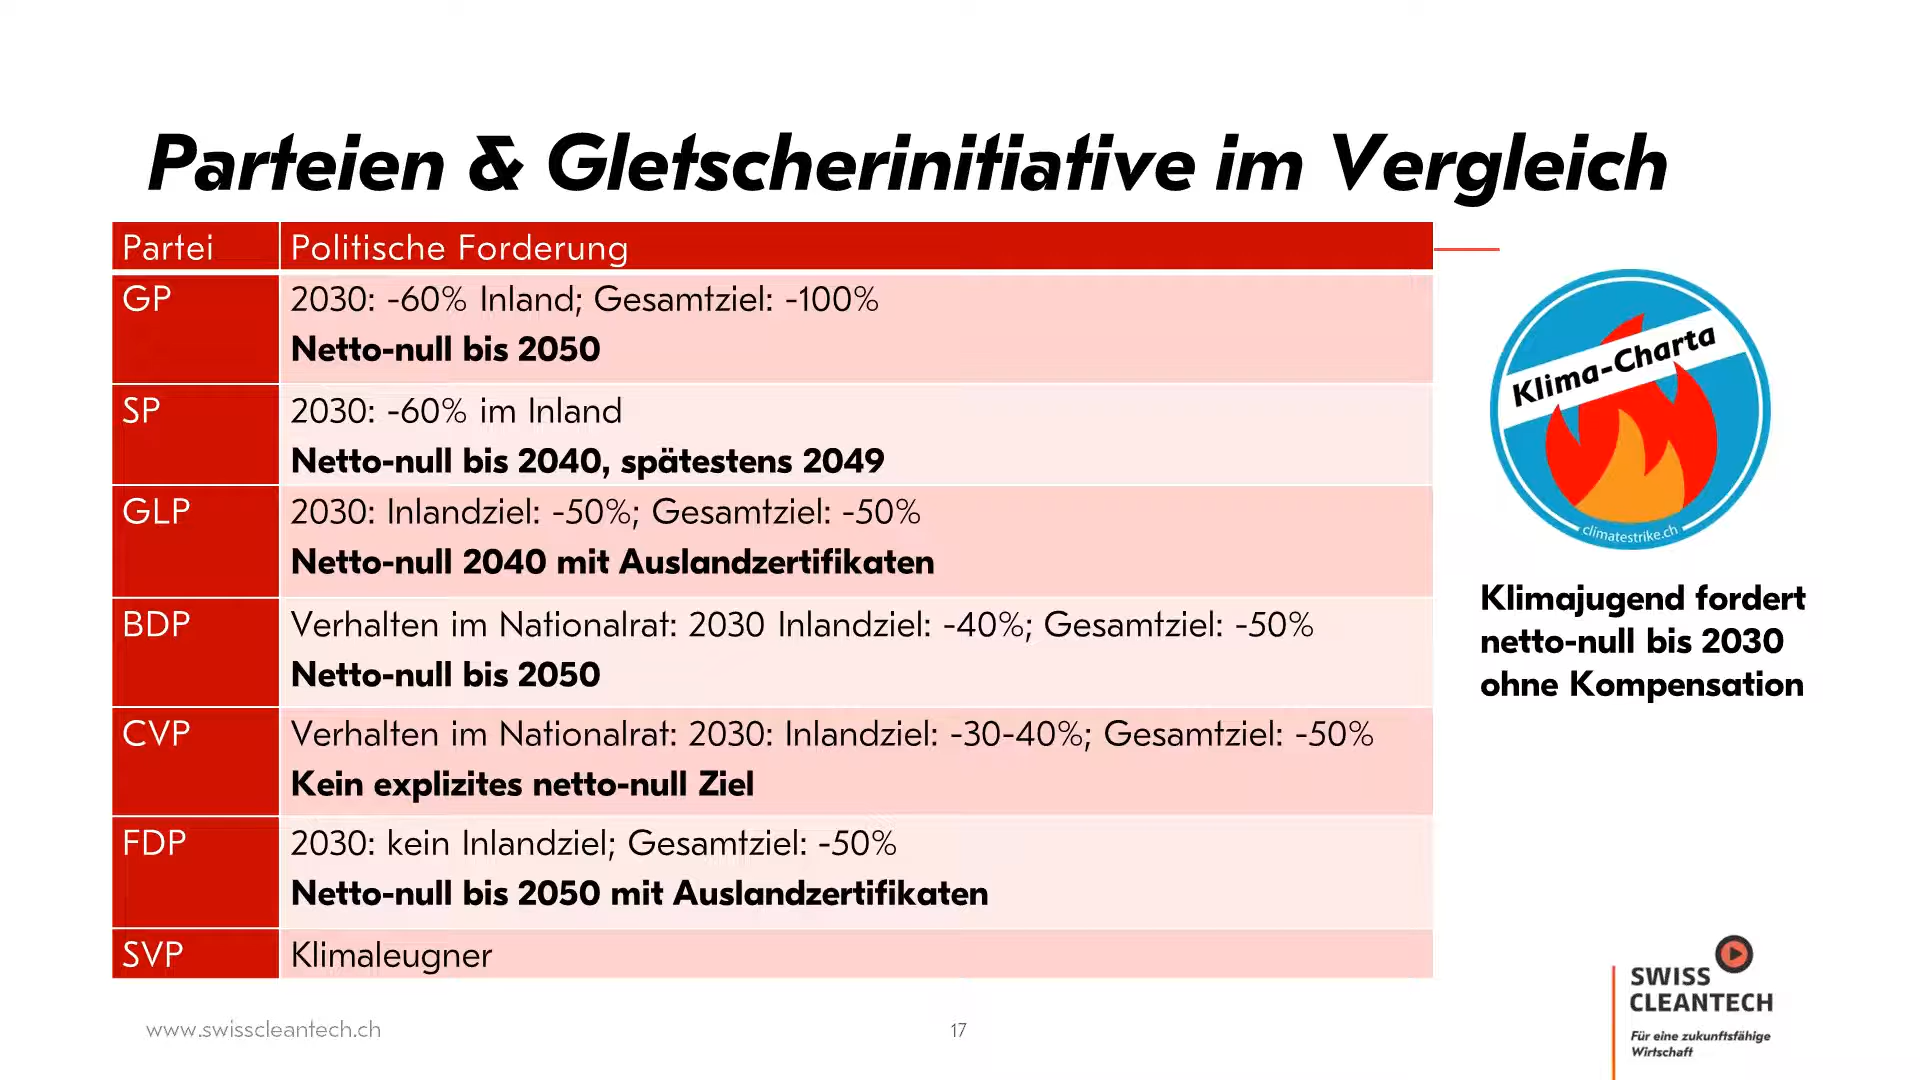 Parteien & Gletscherinitiative im Vergleich
Partei Politische Forderung
GP 2030: -60% Inland; Gesamtziel: -100%
Netto-null bis 2050
SP 2030: -60% im Inland
Netto-null bis 2040, spätestens 2049
GLP 2030: Inlandziel: -50%; Gesamtziel: -50%
Netto-null 2040 mit Auslandzertifikaten
BDP Verhalten im Nationalrat: 2030 Inlandziel: -40%; Gesamtziel: -50%
Netto-null bis 2050
CVP Verhalten im Nationalrat: 2030: Inlandziel: -30-40%; Gesamtziel: -50%
Kein explizites netto-null Ziel
FDP 2030: kein Inlandziel; Gesamtziel: -50%
Netto-null bis 2050 mit Auslandzertifikaten
SVP Klimaleugner
Klima-Charta
climatestrike.ch
Klimajugend fordert
netto-null bis 2030
ohne Kompensation
www.swisscleantech.ch
17
SWISS
CLEANTECH
Für eine zukunftsfähige
Wirtschaft